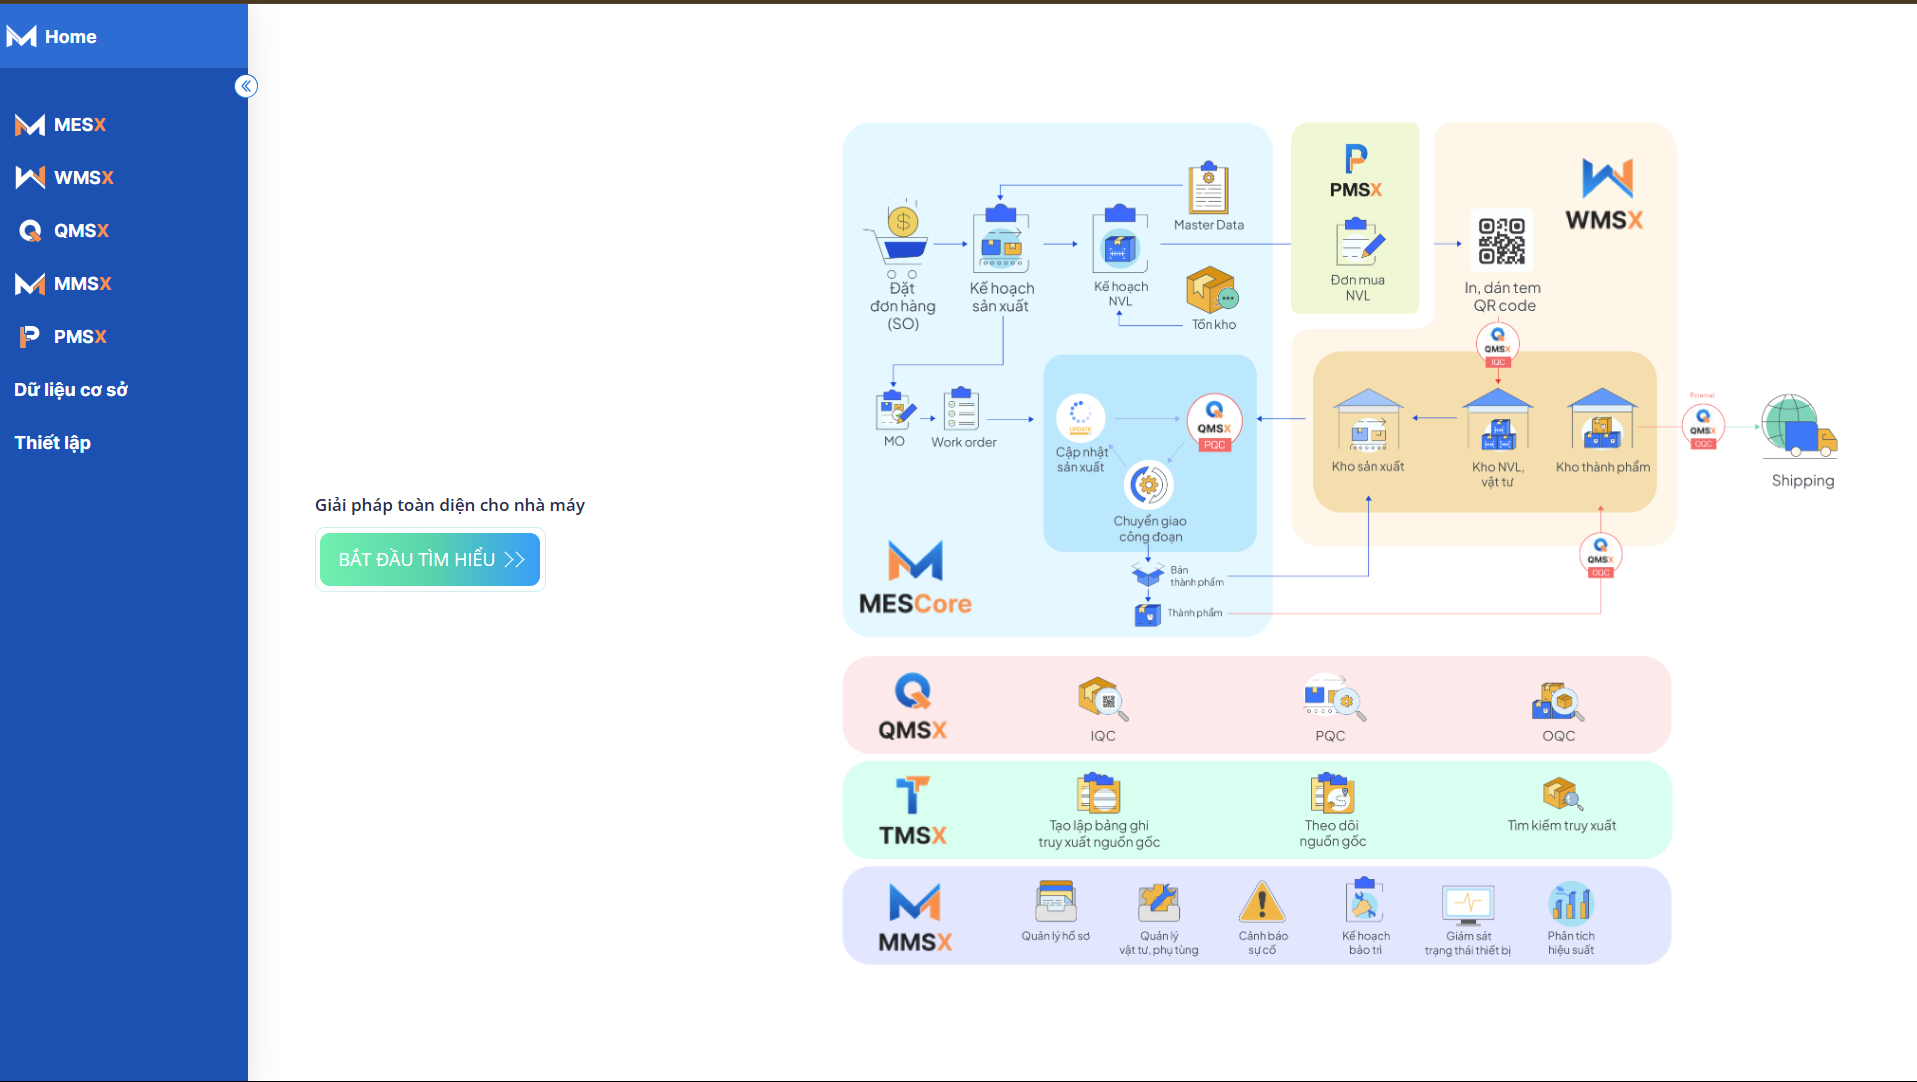 Home
MESX
WMSX
QMSX
MMSX
PMSX
Dữ liệu cơ sở
Thiết lập
Giải pháp toàn diện cho nhà máy
BẮT ĐẦU TÌM HIỂU
Đặt
đơn hàng
(SO)
Kế hoạch
sản xuất
Kế hoạch
NVL
Master Data
Tồn kho
MO
Work order
UPDATE
Cập nhật
sản xuất
QMSX
PQC
Chuyển giao
công đoạn
Bán
thành phẩm
Thành phẩm
MESCore
PMSX
Đơn mua
NVL
WMSX
In, dán tem
QR code
QMSX
IQC
Kho sản xuất
Kho NVL,
vật tư
Kho thành phẩm
External
QMSX
OQC
Shipping
QMSX
OQC
QMSX
IQC
PQC
OQC
TMSX
Tạo lập bảng ghi
truy xuất nguồn gốc
Theo dõi
nguồn gốc
Tìm kiếm truy xuất
MMSX
Quản lý hồ sơ
Quản lý
vật tư, phụ tùng
Cảnh báo
sự cố
Kế hoạch
bảo trì
Giám sát
trạng thái thiết bị
Phân tích
hiệu suất